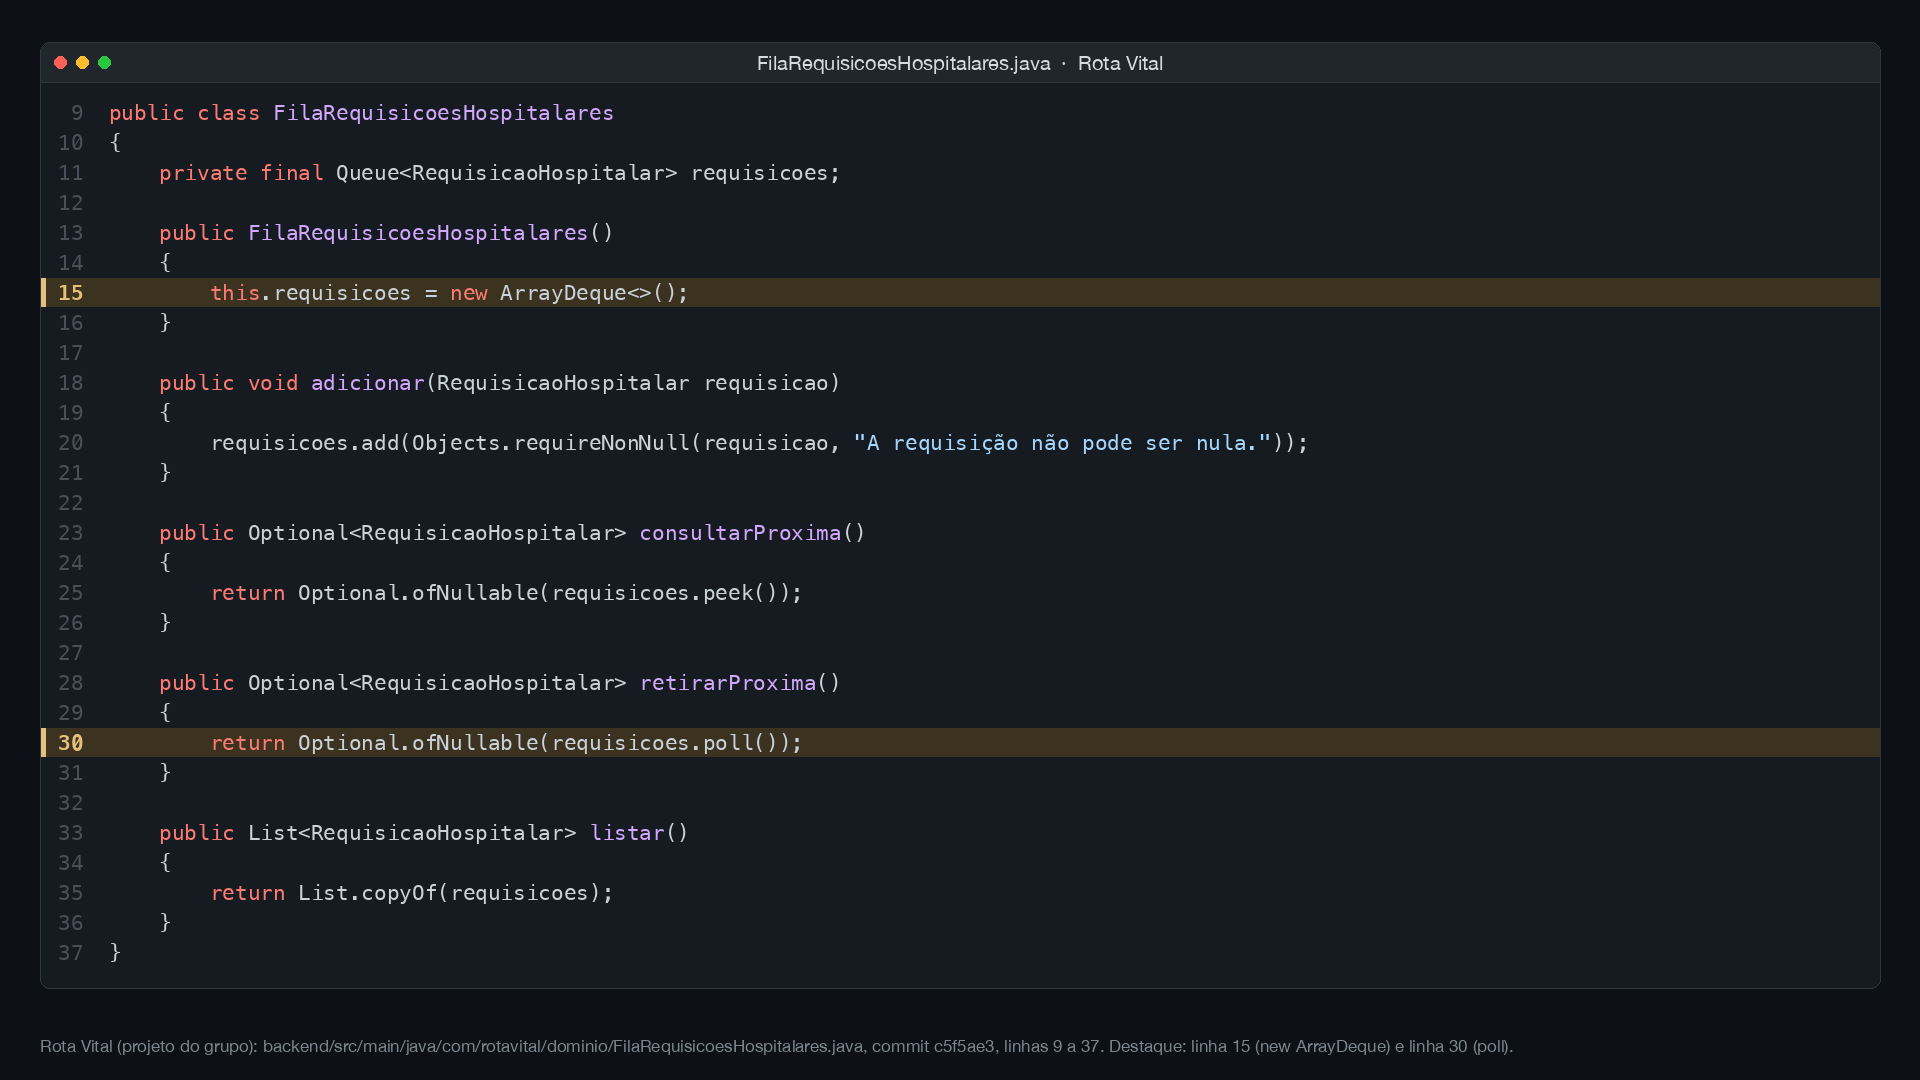 FilaRequisicoesHospitalares.java · Rota Vital
9 public class FilaRequisicoesHospitalares
10 {
11     private final Queue<RequisicaoHospitalar> requisicoes;
12
13     public FilaRequisicoesHospitalares()
14     {
15         this.requisicoes = new ArrayDeque<>();
16     }
17
18     public void adicionar(RequisicaoHospitalar requisicao)
19     {
20         requisicoes.add(Objects.requireNonNull(requisicao, "A requisição não pode ser nula."));
21     }
22
23     public Optional<RequisicaoHospitalar> consultarProxima()
24     {
25         return Optional.ofNullable(requisicoes.peek());
26     }
27
28     public Optional<RequisicaoHospitalar> retirarProxima()
29     {
30         return Optional.ofNullable(requisicoes.poll());
31     }
32
33     public List<RequisicaoHospitalar> listar()
34     {
35         return List.copyOf(requisicoes);
36     }
37 }
Rota Vital (projeto do grupo): backend/src/main/java/com/rotavital/dominio/FilaRequisicoesHospitalares.java, commit c5f5ae3, linhas 9 a 37. Destaque: linha 15 (new ArrayDeque) e linha 30 (poll).